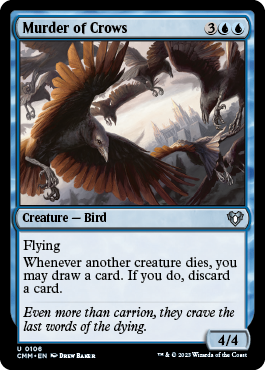 Murder of Crows 3
Creature — Bird
Flying
Whenever another creature dies, you
may draw a card. If you do, discard
a card.
Even more than carrion, they crave the
last words of the dying.
4/4
U 0106
CMM • EN Drew Baker
™ & © 2023 Wizards of the Coast